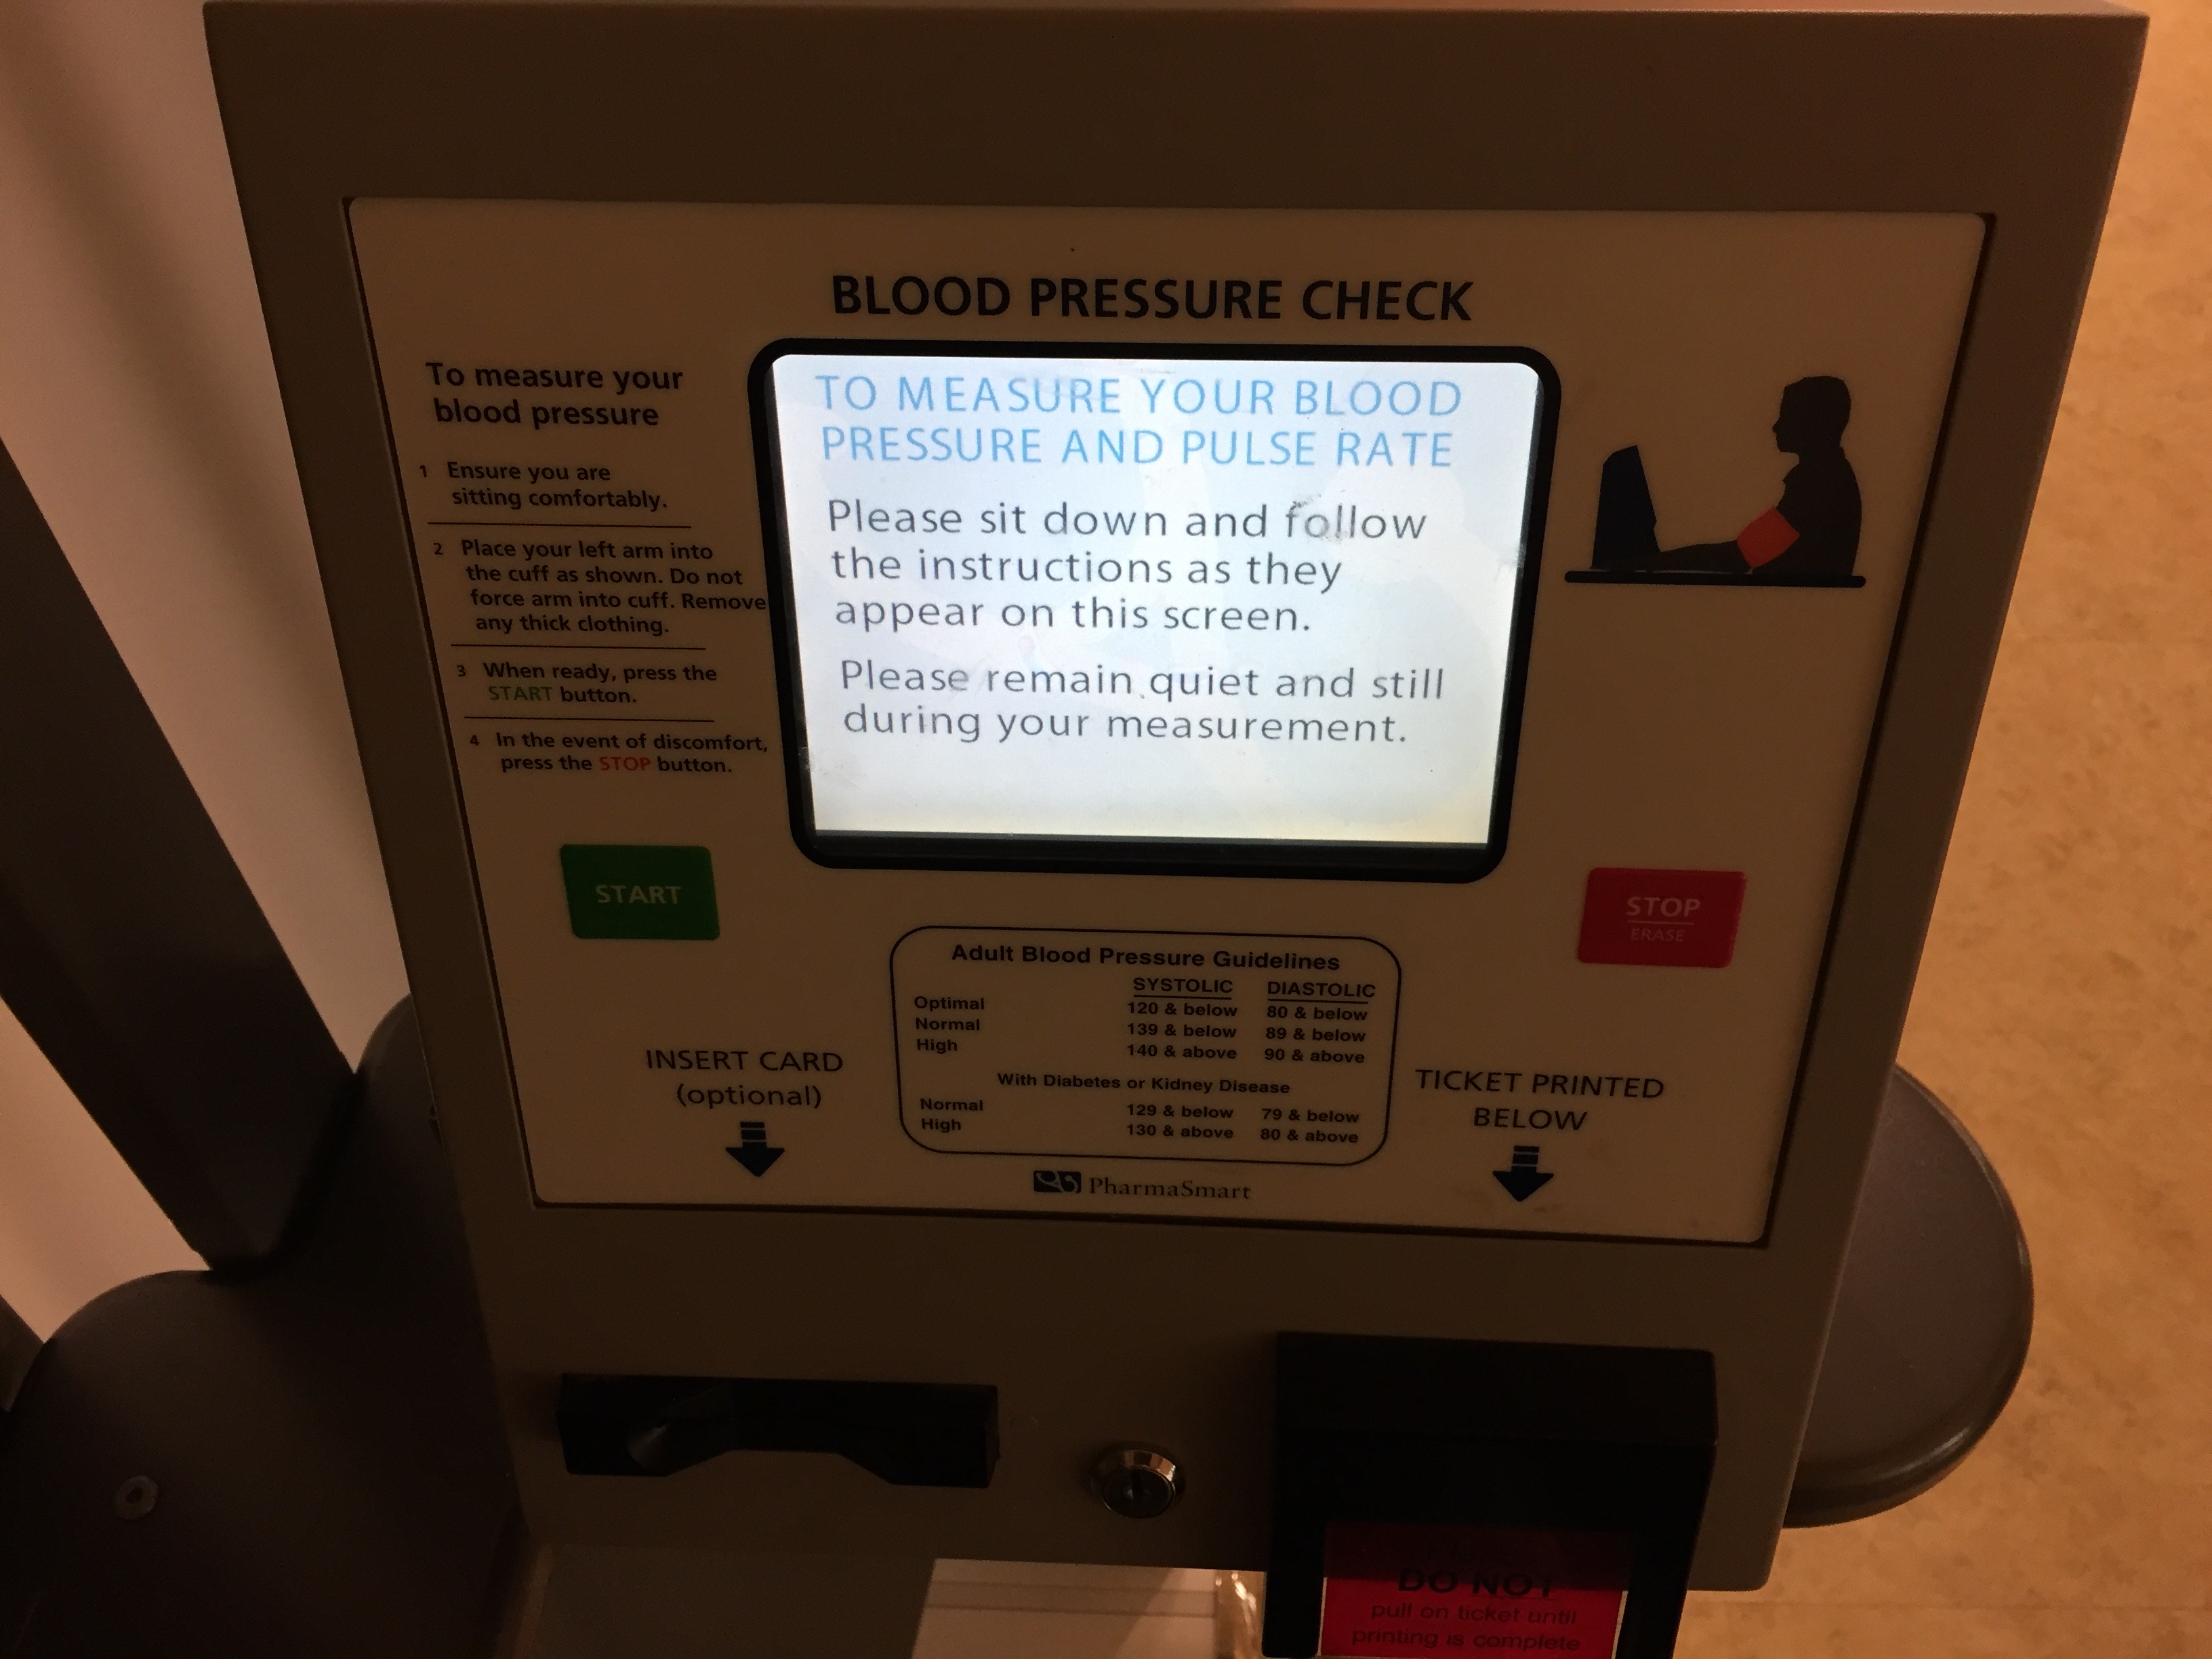 BLOOD PRESSURE CHECK
To measure your
blood pressure
1 Ensure you are
sitting comfortably.
2 Place your left arm into
the cuff as shown. Do not
force arm into cuff. Remove
any thick clothing.
3 When ready, press the
START button.
4 In the event of discomfort,
press the STOP button.
TO MEASURE YOUR BLOOD
PRESSURE AND PULSE RATE
Please sit down and follow
the instructions as they
appear on this screen.
Please remain quiet and still
during your measurement.
START
STOP
ERASE
Adult Blood Pressure Guidelines
SYSTOLIC DIASTOLIC
Optimal 120 & below 80 & below
Normal 139 & below 89 & below
High 140 & above 90 & above
With Diabetes or Kidney Disease
Normal 129 & below 79 & below
High 130 & above 80 & above
INSERT CARD
(optional)
TICKET PRINTED
BELOW
PharmaSmart
DO NOT
pull on ticket until
printing is complete